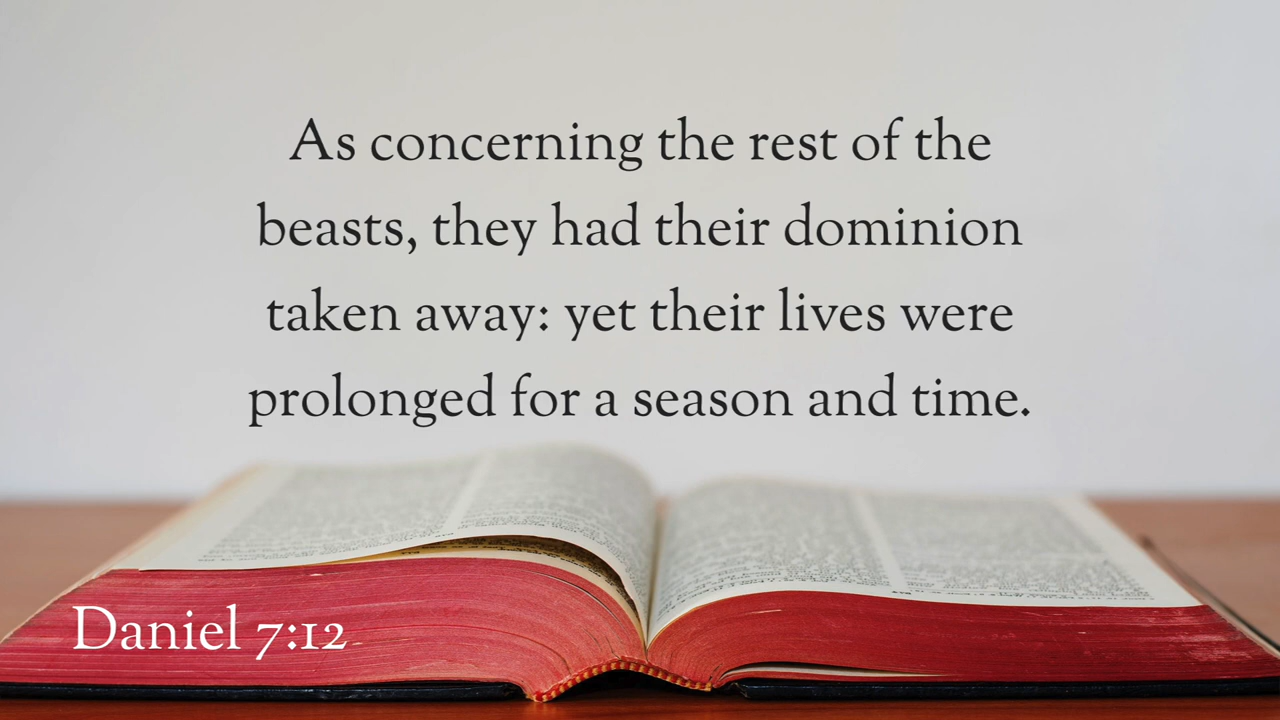 As concerning the rest of the
beasts, they had their dominion
taken away: yet their lives were
prolonged for a season and time.
Daniel 7:12